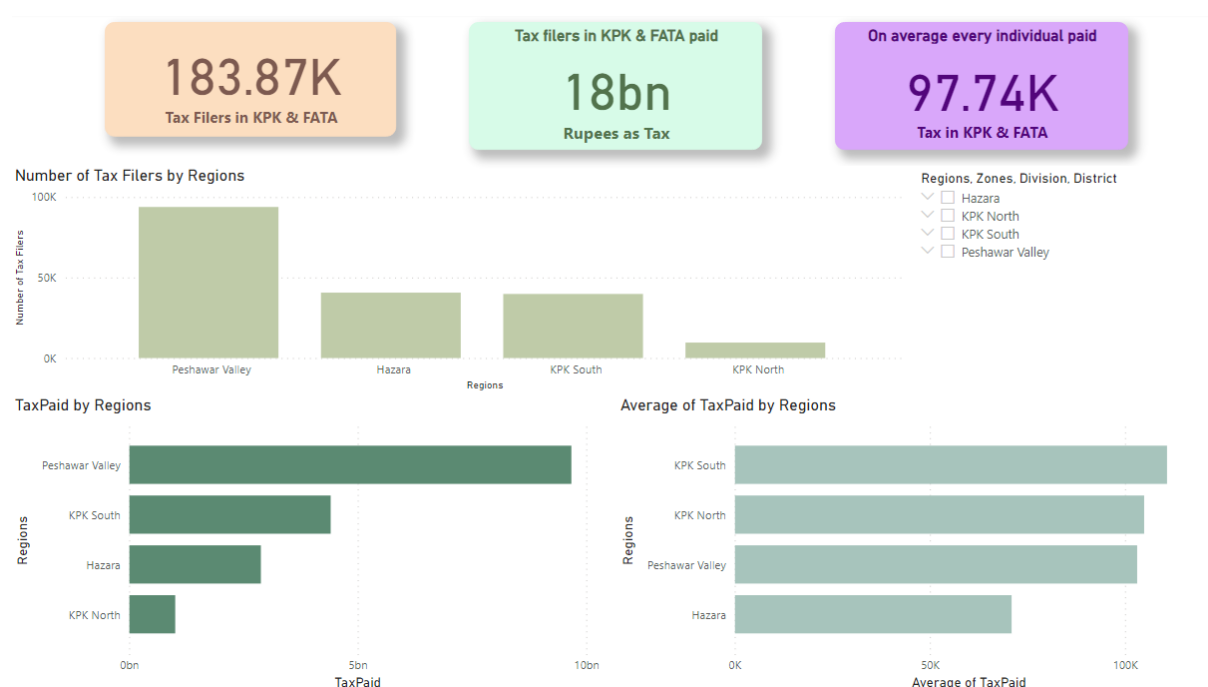 183.87K
Tax Filers in KPK & FATA
Tax filers in KPK & FATA paid
18bn
Rupees as Tax
On average every individual paid
97.74K
Tax in KPK & FATA
Number of Tax Filers by Regions
100K
50K
0K
Number of Tax Filers
Peshawar Valley
Hazara
KPK South
KPK North
Regions
Regions, Zones, Division, District
Hazara
KPK North
KPK South
Peshawar Valley
TaxPaid by Regions
Regions
Peshawar Valley
KPK South
Hazara
KPK North
0bn
5bn
10bn
TaxPaid
Average of TaxPaid by Regions
Regions
KPK South
KPK North
Peshawar Valley
Hazara
0K
50K
100K
Average of TaxPaid